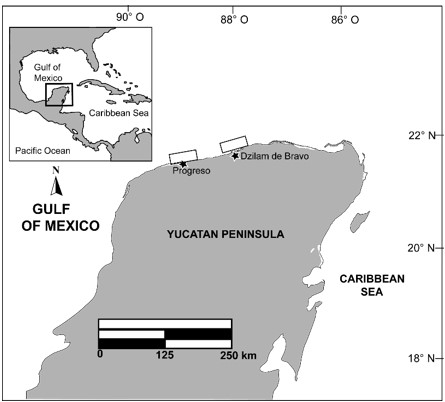 90° O
88° O
86° O
Gulf of
Mexico
Caribbean Sea
Pacific Ocean
22° N
Dzilam de Bravo
Progreso
N
GULF
OF MEXICO
YUCATAN PENINSULA
20° N
CARIBBEAN
SEA
0
125
250 km
18° N